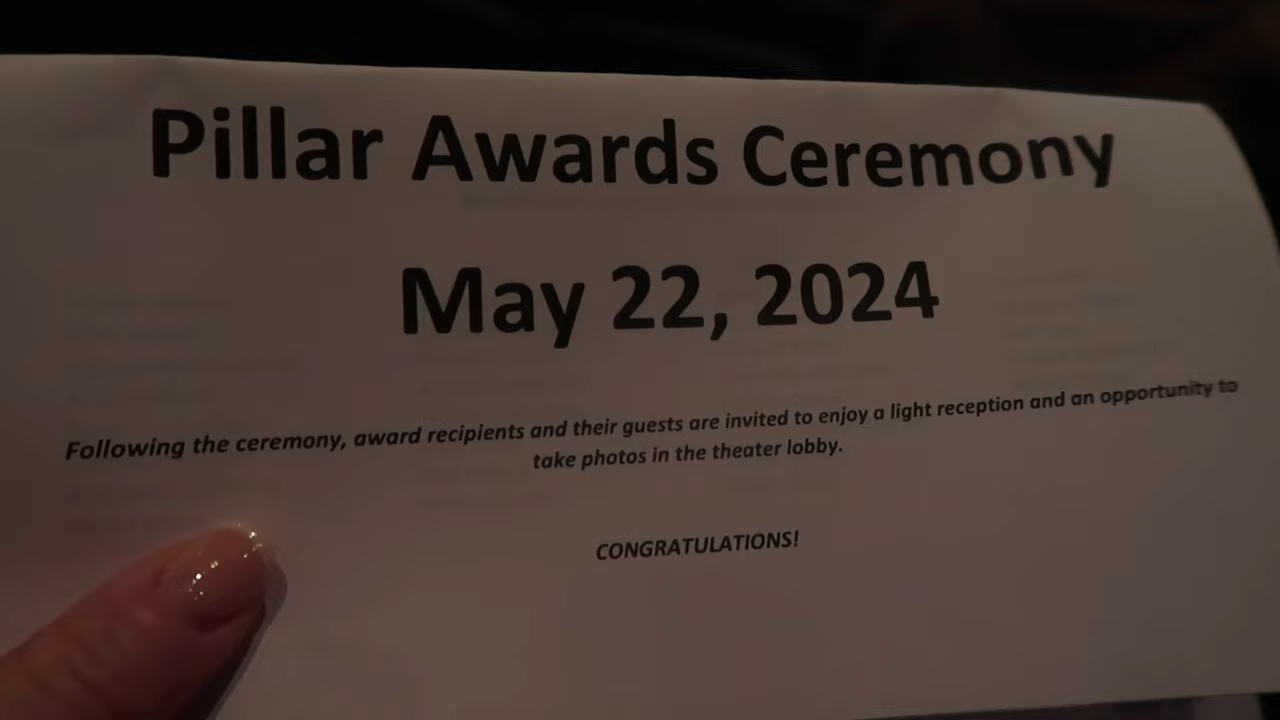 Pillar Awards Ceremony
May 22, 2024
Following the ceremony, award recipients and their guests are invited to enjoy a light reception and an opportunity to
take photos in the theater lobby.
CONGRATULATIONS!